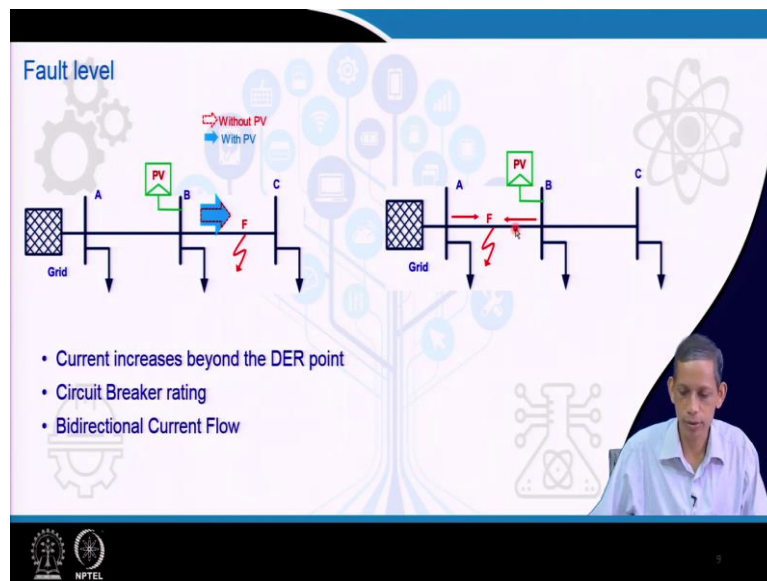 Fault level
Without PV
With PV
PV
A
B
C
F
Grid
PV
A
B
C
F
Grid
• Current increases beyond the DER point
• Circuit Breaker rating
• Bidirectional Current Flow
NPTEL
9